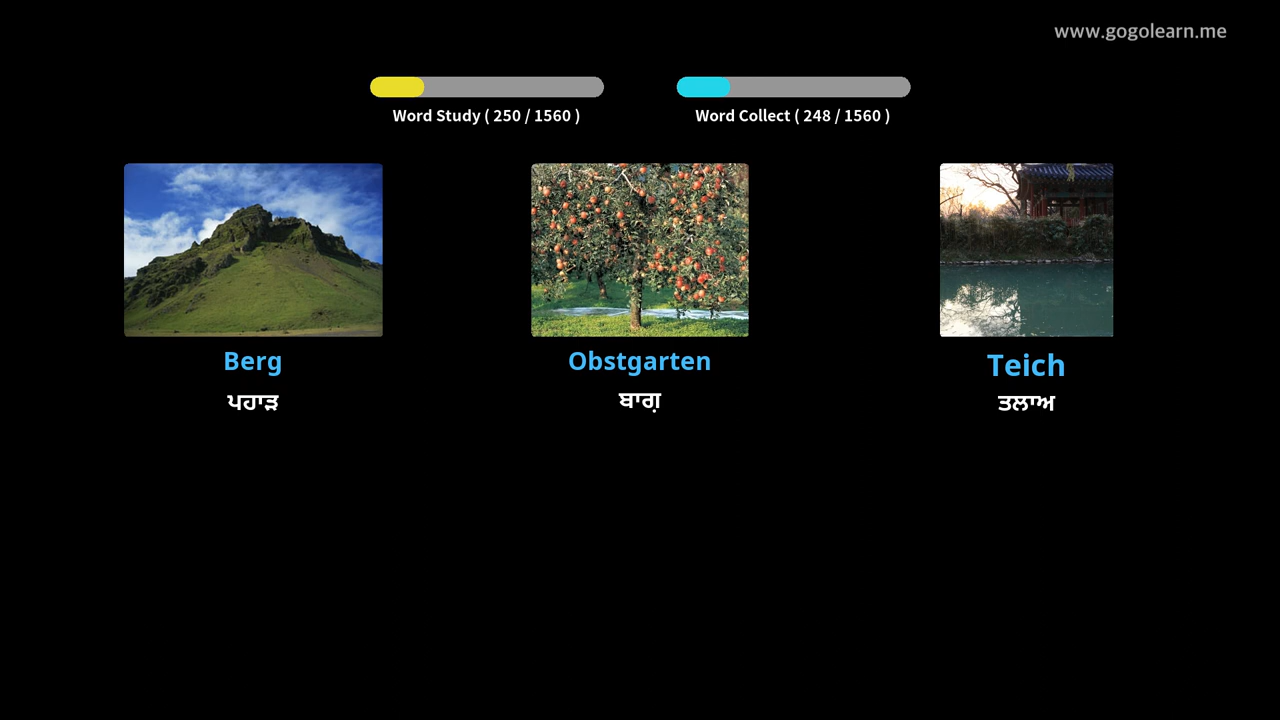 www.gogolearn.me
Word Study ( 250 / 1560 )
Word Collect ( 248 / 1560 )
Berg
Obstgarten
Teich
ਪਹਾੜ
ਬਾਗ਼
ਤਲਾਅ